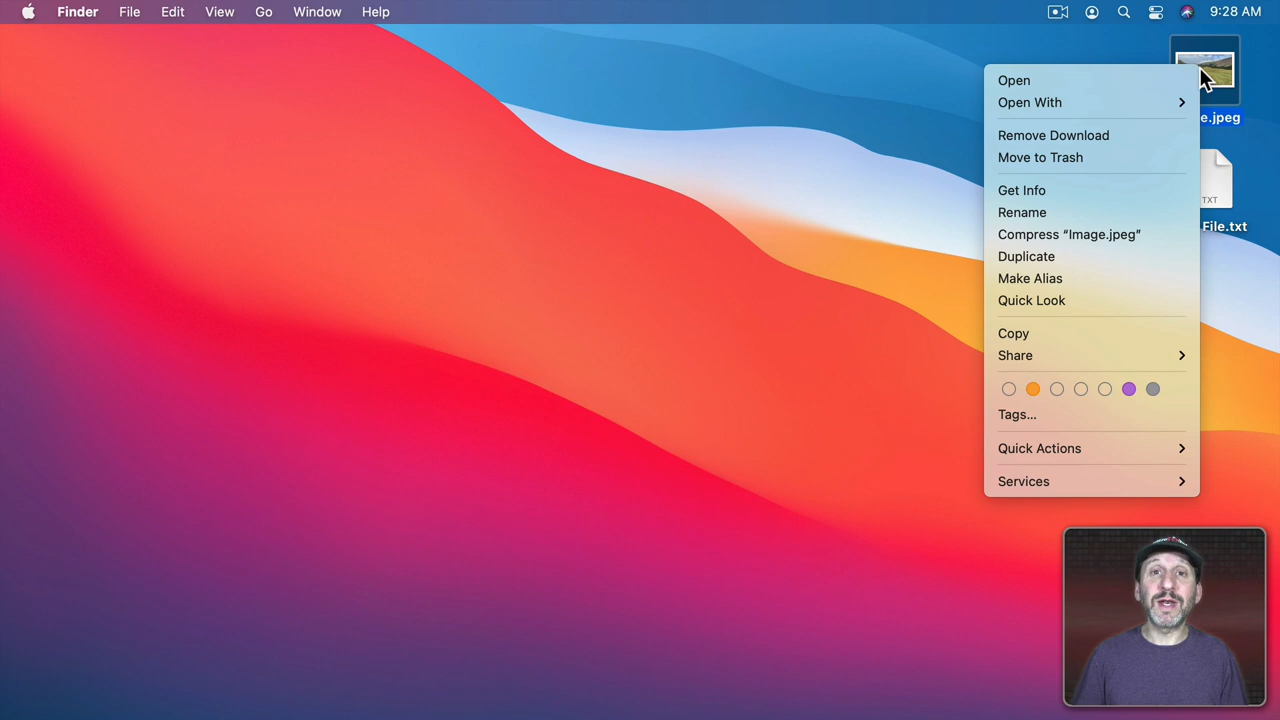 Finder File Edit View Go Window Help 9:28 AM
e.jpeg
Open
Open With
Remove Download
Move to Trash
TXT
File.txt
Get Info
Rename
Compress “Image.jpeg”
Duplicate
Make Alias
Quick Look
Copy
Share
Tags...
Quick Actions
Services